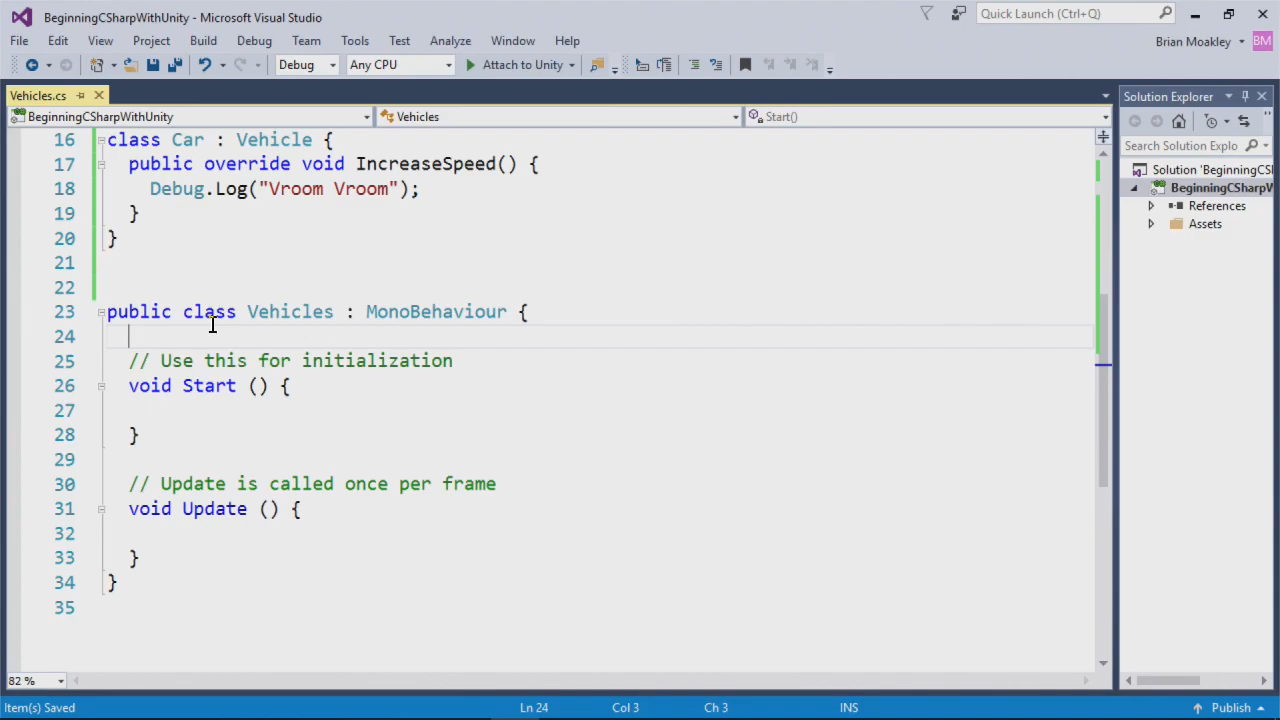 BeginningCSharpWithUnity - Microsoft Visual Studio
Quick Launch (Ctrl+Q)
File Edit View Project Build Debug Team Tools Test Analyze Window Help
Brian Moakley BM
Debug Any CPU Attach to Unity
Vehicles.cs
Solution Explorer
BeginningCSharpWithUnity Vehicles Start()
16 class Car : Vehicle {
17 public override void IncreaseSpeed() {
18 Debug.Log("Vroom Vroom");
19 }
20 }
21
22
23 public class Vehicles : MonoBehaviour {
24
25 // Use this for initialization
26 void Start () {
27
28 }
29
30 // Update is called once per frame
31 void Update () {
32
33 }
34 }
35
Search Solution Explo
Solution 'BeginningCSl
BeginningCSharpW
References
Assets
82 %
Item(s) Saved Ln 24 Col 3 Ch 3 INS Publish